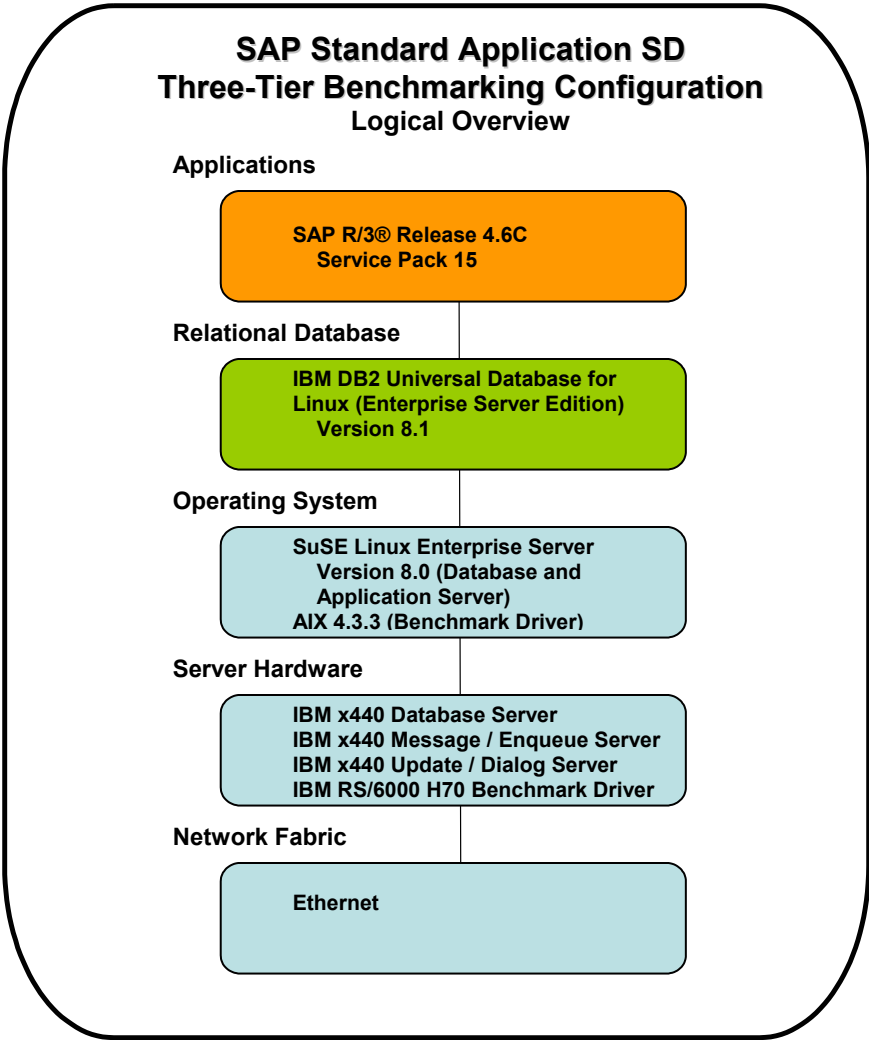 SAP Standard Application SD
Three-Tier Benchmarking Configuration
Logical Overview
Applications
SAP R/3® Release 4.6C
Service Pack 15
Relational Database
IBM DB2 Universal Database for
Linux (Enterprise Server Edition)
Version 8.1
Operating System
SuSE Linux Enterprise Server
Version 8.0 (Database and
Application Server)
AIX 4.3.3 (Benchmark Driver)
Server Hardware
IBM x440 Database Server
IBM x440 Message / Enqueue Server
IBM x440 Update / Dialog Server
IBM RS/6000 H70 Benchmark Driver
Network Fabric
Ethernet